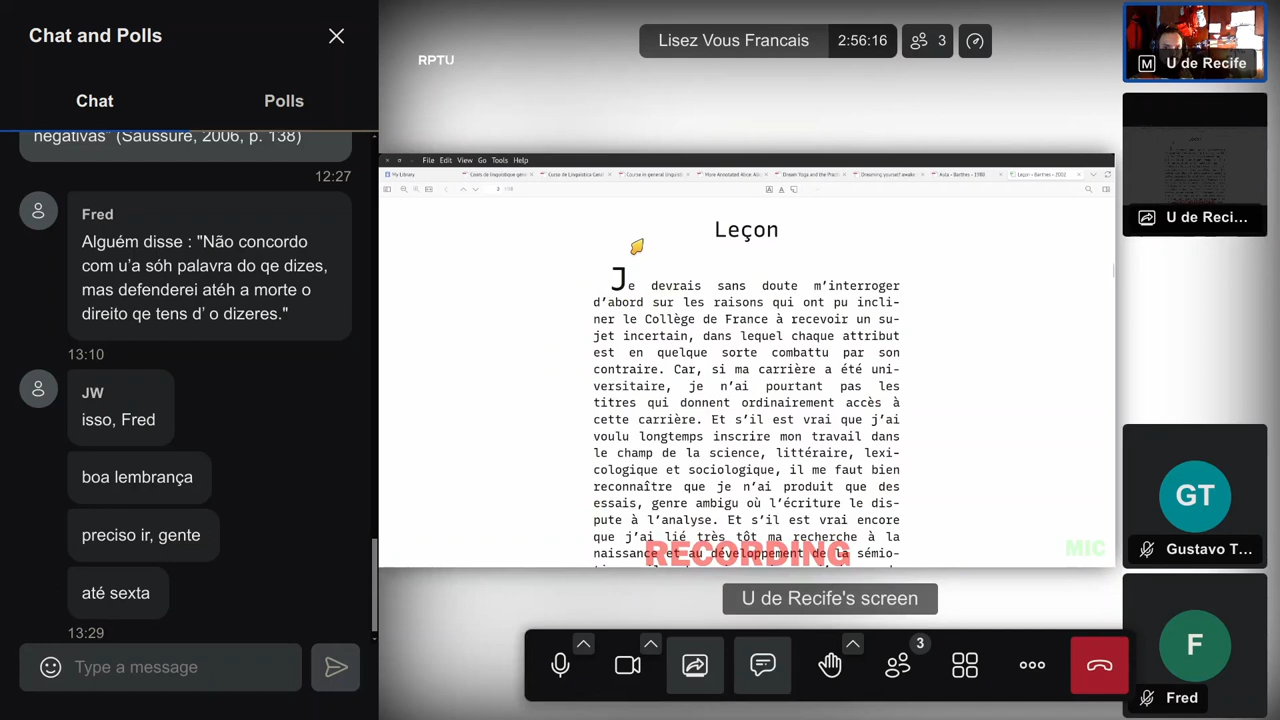 Chat and Polls
Chat
Polls
negativas" (Saussure, 2006, p. 138)
12:27
Fred
Alguém disse : "Não concordo
com u'a sóh palavra do qe dizes,
mas defenderei atéh a morte o
direito qe tens d' o dizeres."
13:10
JW
isso, Fred
boa lembrança
preciso ir, gente
até sexta
13:29
Type a message
RPTU
Lisez Vous Francais
2:56:16
3
File Edit View Go Tools Help
My Library
Leçon
Je devrais sans doute m'interroger
d'abord sur les raisons qui ont pu incli-
ner le Collège de France à recevoir un su-
jet incertain, dans lequel chaque attribut
est en quelque sorte combattu par son
contraire. Car, si ma carrière a été uni-
versitaire, je n'ai pourtant pas les
titres qui donnent ordinairement accès à
cette carrière. Et s'il est vrai que j'ai
voulu longtemps inscrire mon travail dans
le champ de la science, littéraire, lexi-
cologique et sociologique, il me faut bien
reconnaître que je n'ai produit que des
essais, genre ambigu où l'écriture le dis-
pute à l'analyse. Et s'il est vrai encore
que j'ai lié très tôt ma recherche à la
naissance et au développement de la sémio-
RECORDING
MIC
U de Recife's screen
3
M U de Recife
U de Reci...
GT
Gustavo T...
F
Fred